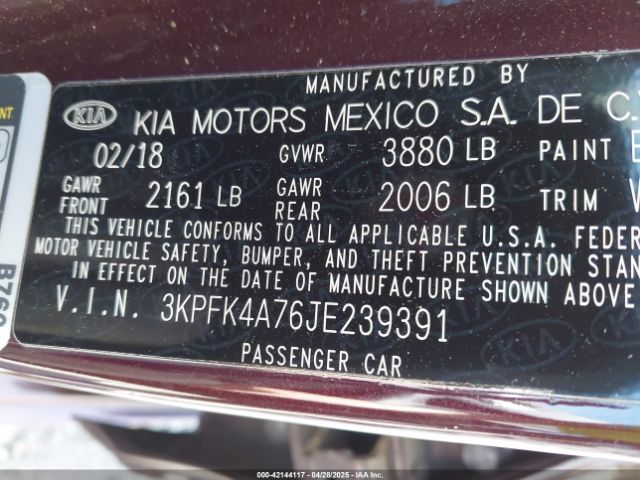 MANUFACTURED BY
KIA KIA MOTORS MEXICO S.A. DE C.V
02/18 GVWR 3880 LB PAINT
GAWR FRONT 2161 LB GAWR REAR 2006 LB TRIM
THIS VEHICLE CONFORMS TO ALL APPLICABLE U.S.A. FEDER
MOTOR VEHICLE SAFETY, BUMPER, AND THEFT PREVENTION STAN
IN EFFECT ON THE DATE OF MANUFACTURE SHOWN ABOVE
V.I.N. 3KPFK4A76JE239391
PASSENGER CAR
000-42144117 - 04/28/2025 - IAA, Inc.